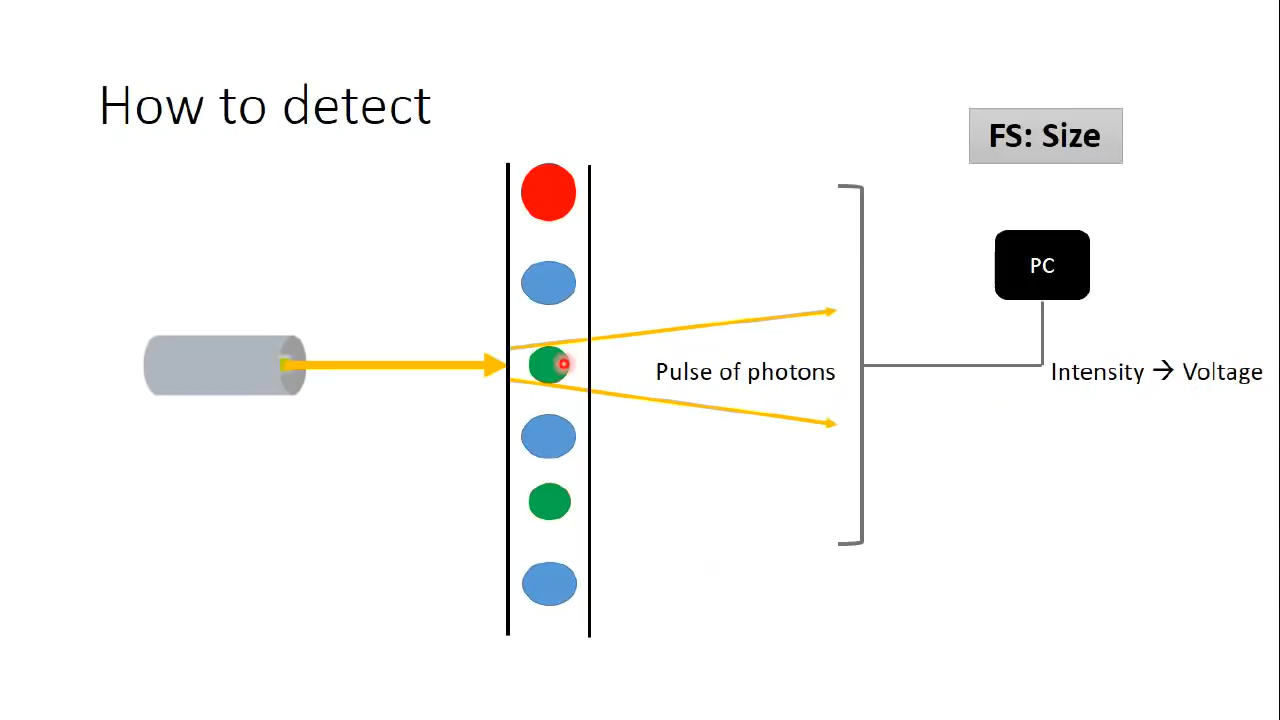 How to detect
FS: Size
PC
Pulse of photons
Intensity → Voltage